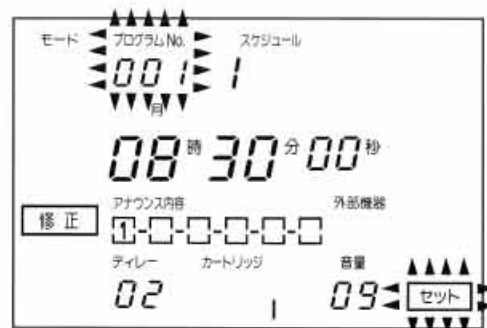 モード プログラムNo. スケジュール
001 1
月
08時30分00秒
アナウンス内容 外部機器
修正 1-□-□-□-□-□
ディレー カートリッジ 音量
02 1 09 セット